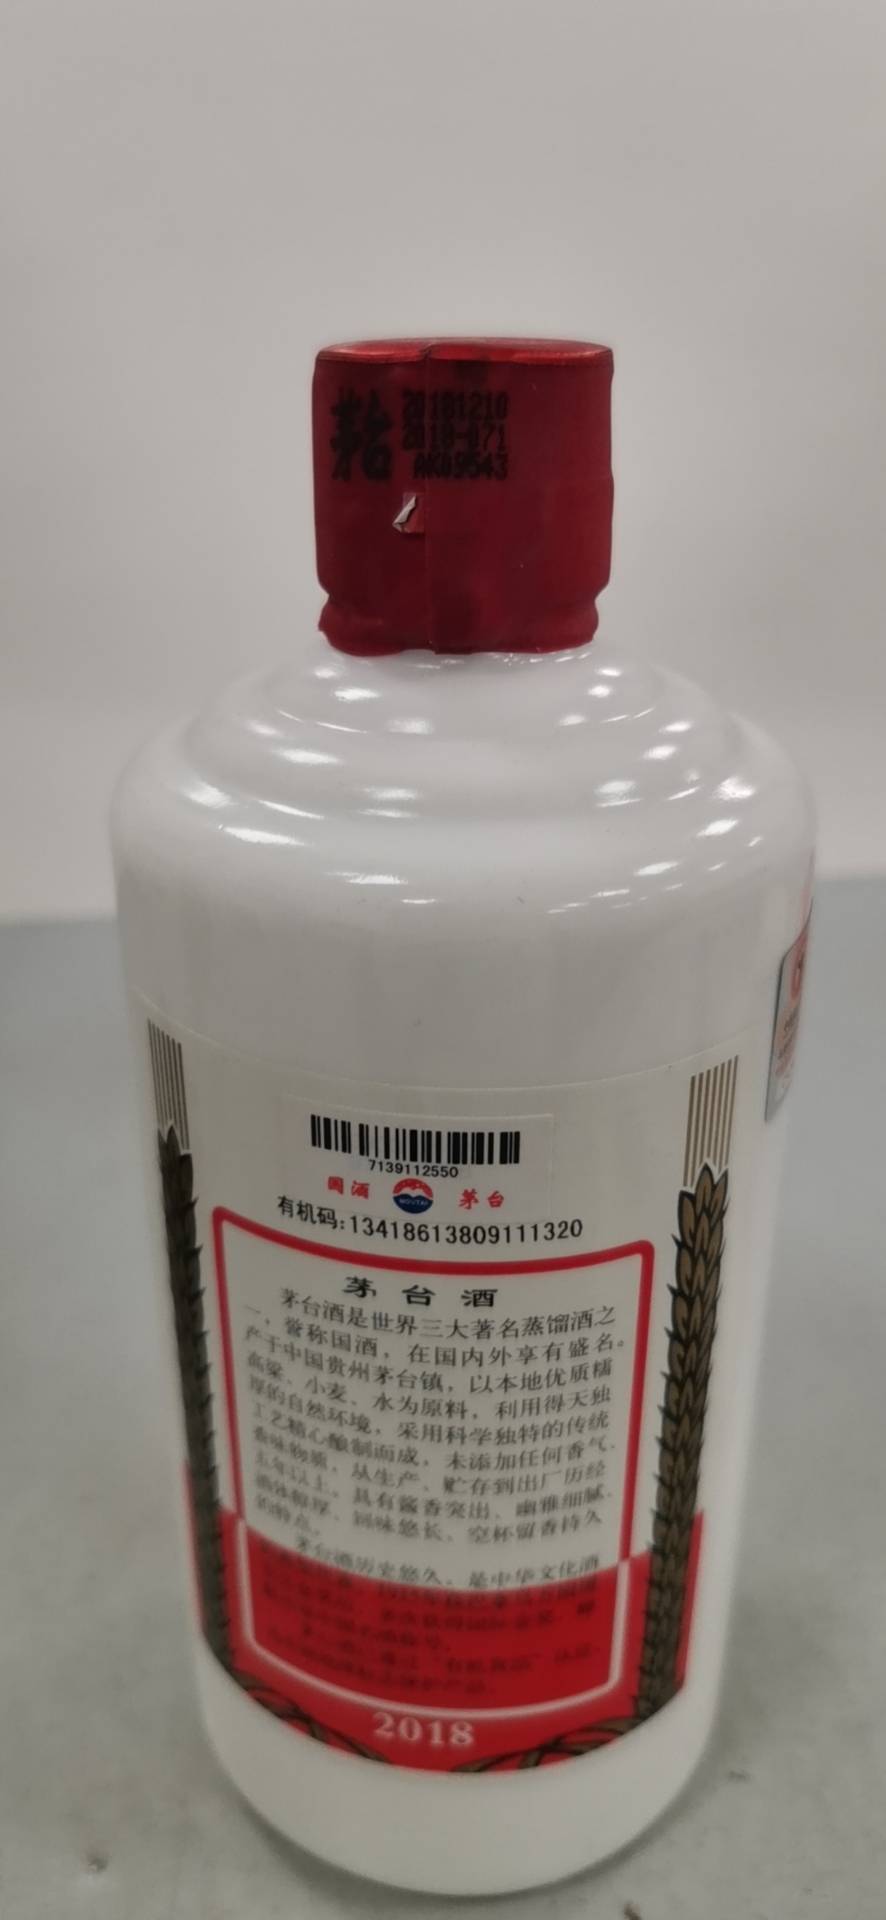 茅台
20181210
2018-071
AK09543
7139112550
国酒
MOUTAI
茅台
有机码:13418613809111320
茅台酒
茅台酒是世界三大著名蒸馏酒之
一，誉称国酒，在国内外享有盛名。
产于中国贵州茅台镇，以本地优质糯
高粱、小麦、水为原料，利用得天独
厚的自然环境，采用科学独特的传统
工艺精心酿制而成，未添加任何香气、
香味物质，从生产、贮存到出厂历经
五年以上，具有酱香突出、幽雅细腻、
酒体醇厚、回味悠长、空杯留香持久
的特点。
茅台酒历史悠久，是中华文化酒
2018